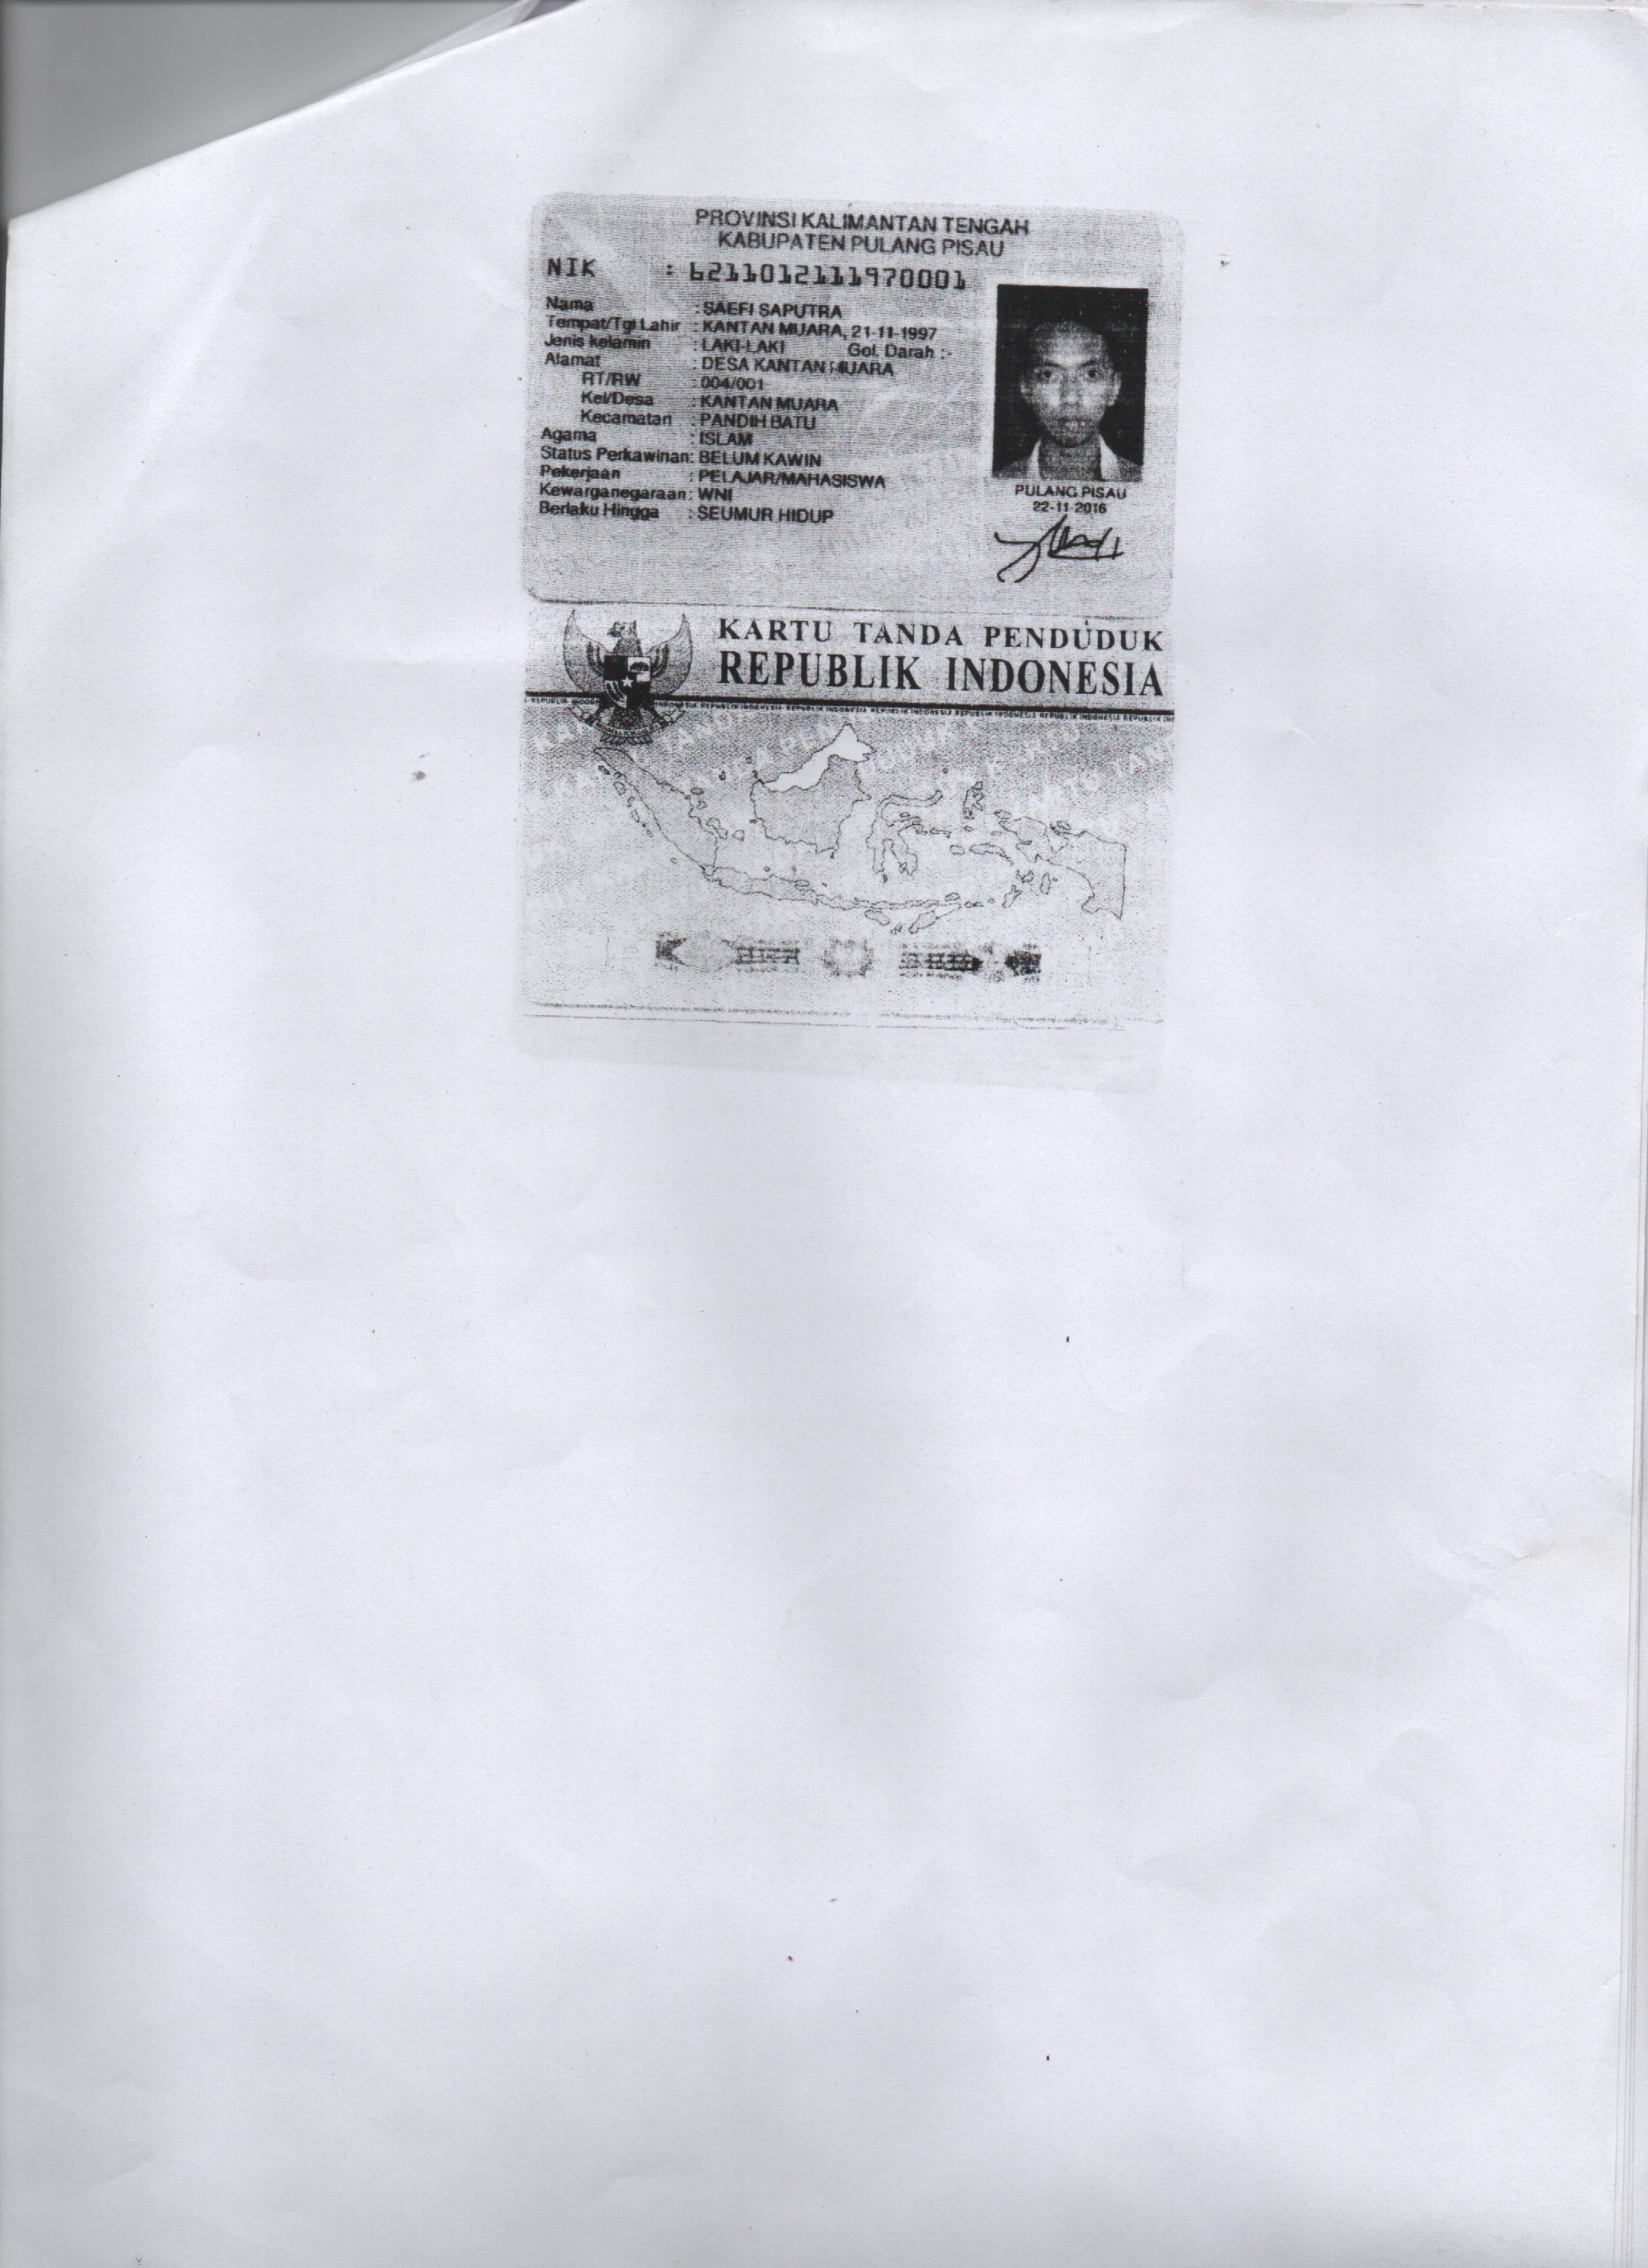 PROVINSI KALIMANTAN TENGAH
KABUPATEN PULANG PISAU
NIK : 6211012111970001
Nama : SAEFI SAPUTRA
Tempat/Tgl Lahir : KANTAN MUARA, 21-11-1997
Jenis kelamin : LAKI-LAKI Gol. Darah :-
Alamat : DESA KANTAN MUARA
RT/RW : 004/001
Kel/Desa : KANTAN MUARA
Kecamatan : PANDIH BATU
Agama : ISLAM
Status Perkawinan: BELUM KAWIN
Pekerjaan : PELAJAR/MAHASISWA
Kewarganegaraan: WNI
Berlaku Hingga : SEUMUR HIDUP
PULANG PISAU
22-11-2016
KARTU TANDA PENDUDUK
REPUBLIK INDONESIA